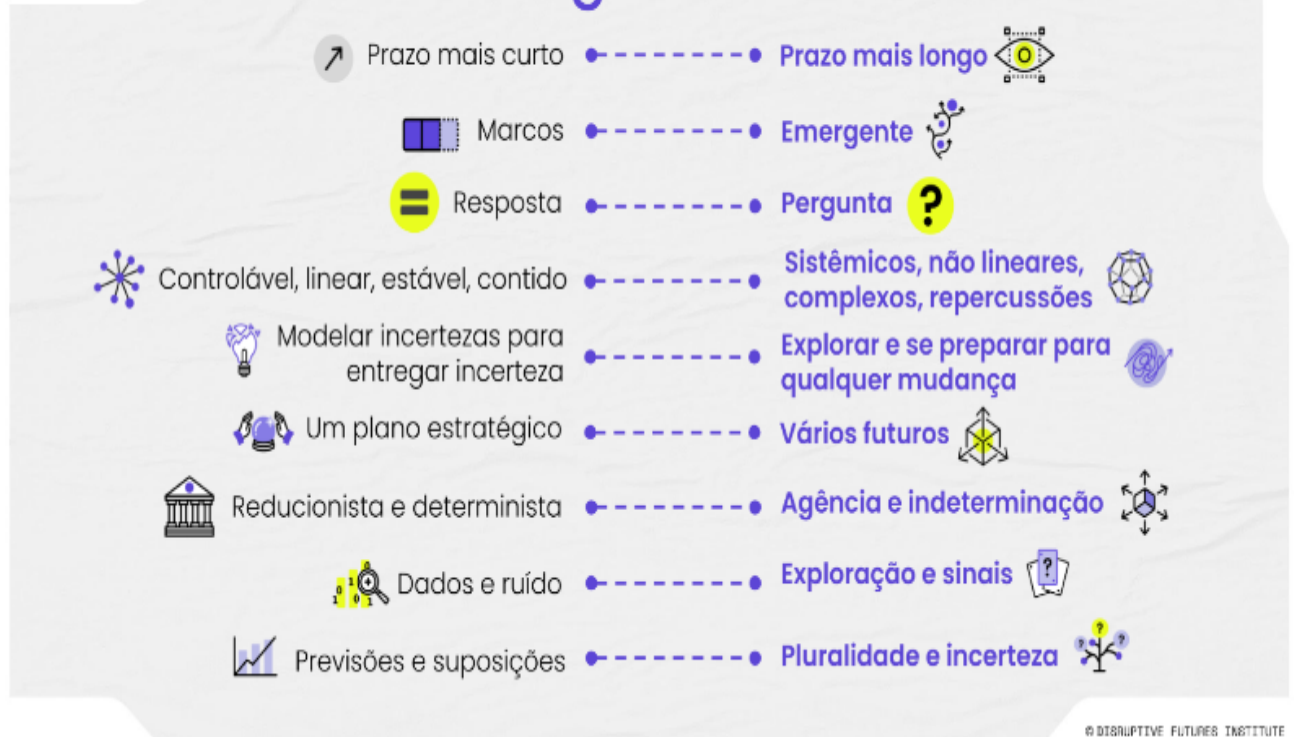 Prazo mais curto
Prazo mais longo
Marcos
Emergente
Resposta
Pergunta
Controlável, linear, estável, contido
Sistêmicos, não lineares,
complexos, repercussões
Modelar incertezas para
entregar incerteza
Explorar e se preparar para
qualquer mudança
Um plano estratégico
Vários futuros
Reducionista e determinista
Agência e indeterminação
Dados e ruído
Exploração e sinais
Previsões e suposições
Pluralidade e incerteza
© DISRUPTIVE FUTURES INSTITUTE